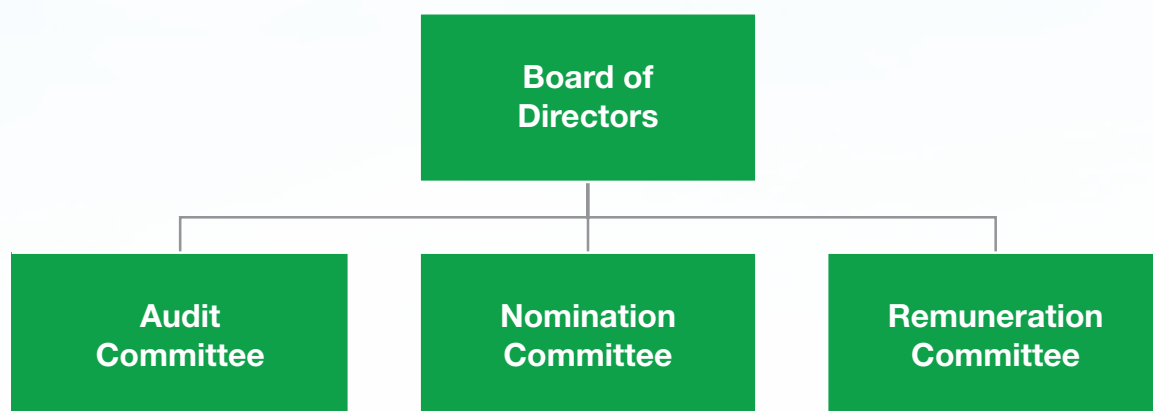 Board of
Directors
Audit
Committee
Nomination
Committee
Remuneration
Committee